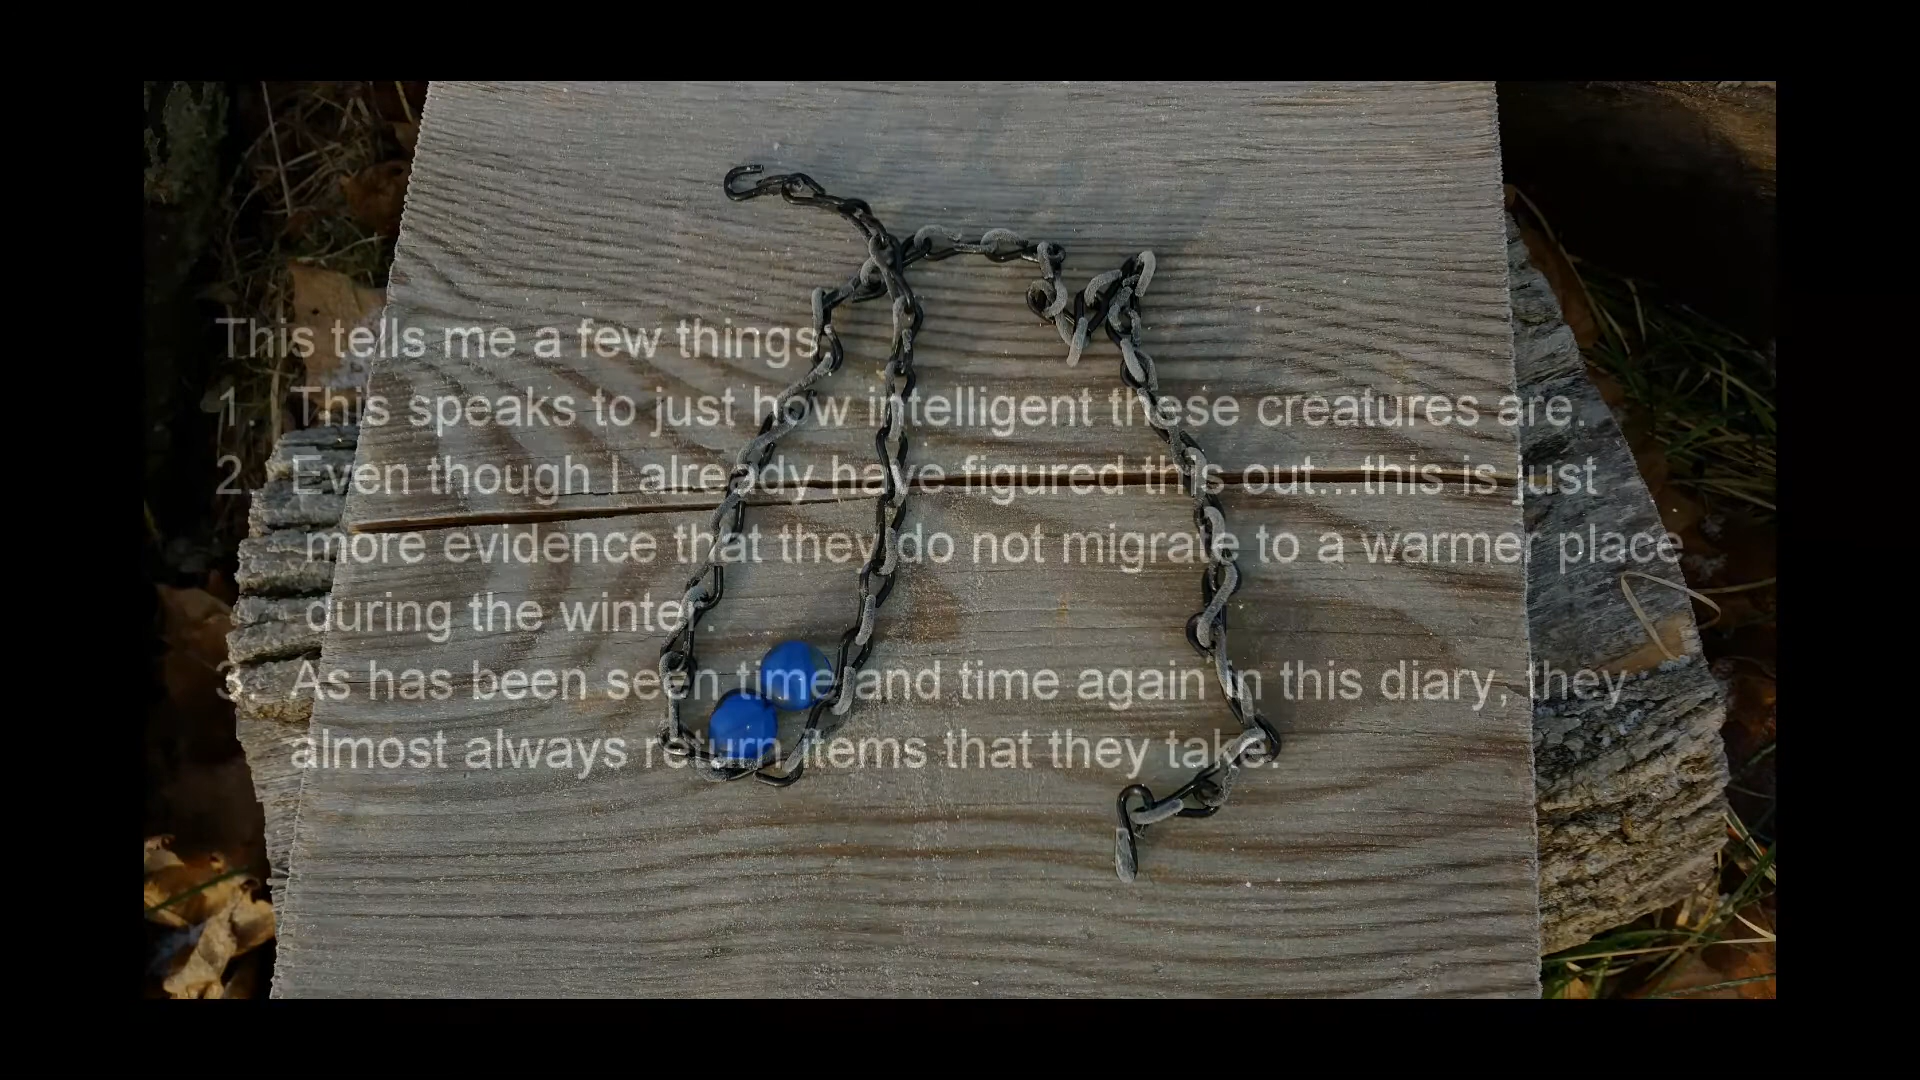 This tells me a few things
1. This speaks to just how intelligent these creatures are.
2. Even though I already have figured this out...this is just
more evidence that they do not migrate to a warmer place
during the winter.
3. As has been seen time and time again in this diary, they
almost always return items that they take.